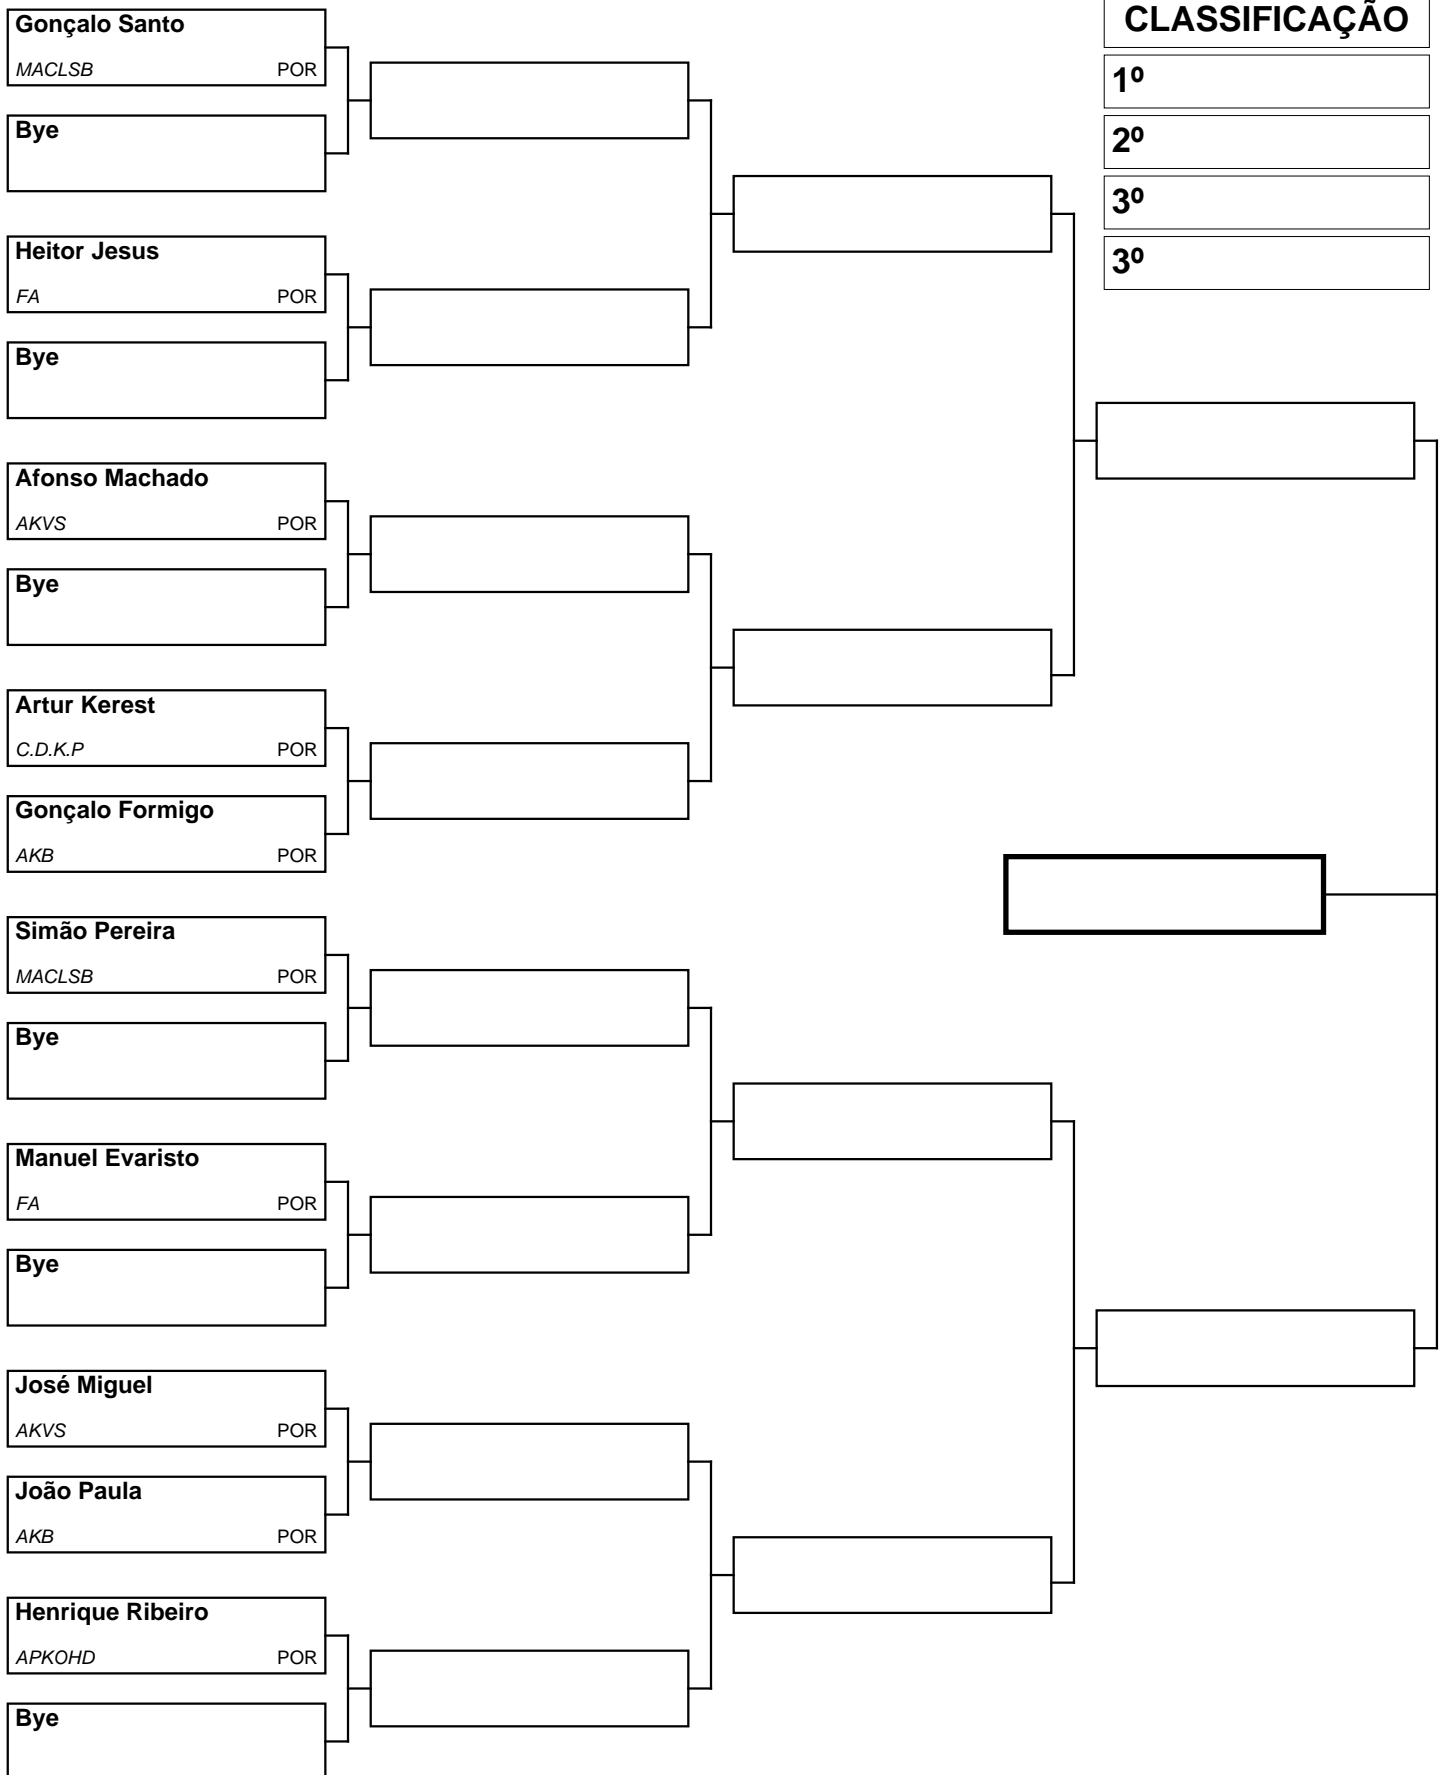 Gonçalo Santo
MACLSB POR
Bye
Heitor Jesus
FA POR
Bye
Afonso Machado
AKVS POR
Bye
Artur Kerest
C.D.K.P POR
Gonçalo Formigo
AKB POR
Simão Pereira
MACLSB POR
Bye
Manuel Evaristo
FA POR
Bye
José Miguel
AKVS POR
João Paula
AKB POR
Henrique Ribeiro
APKOHD POR
Bye
CLASSIFICAÇÃO
1º
2º
3º
3º